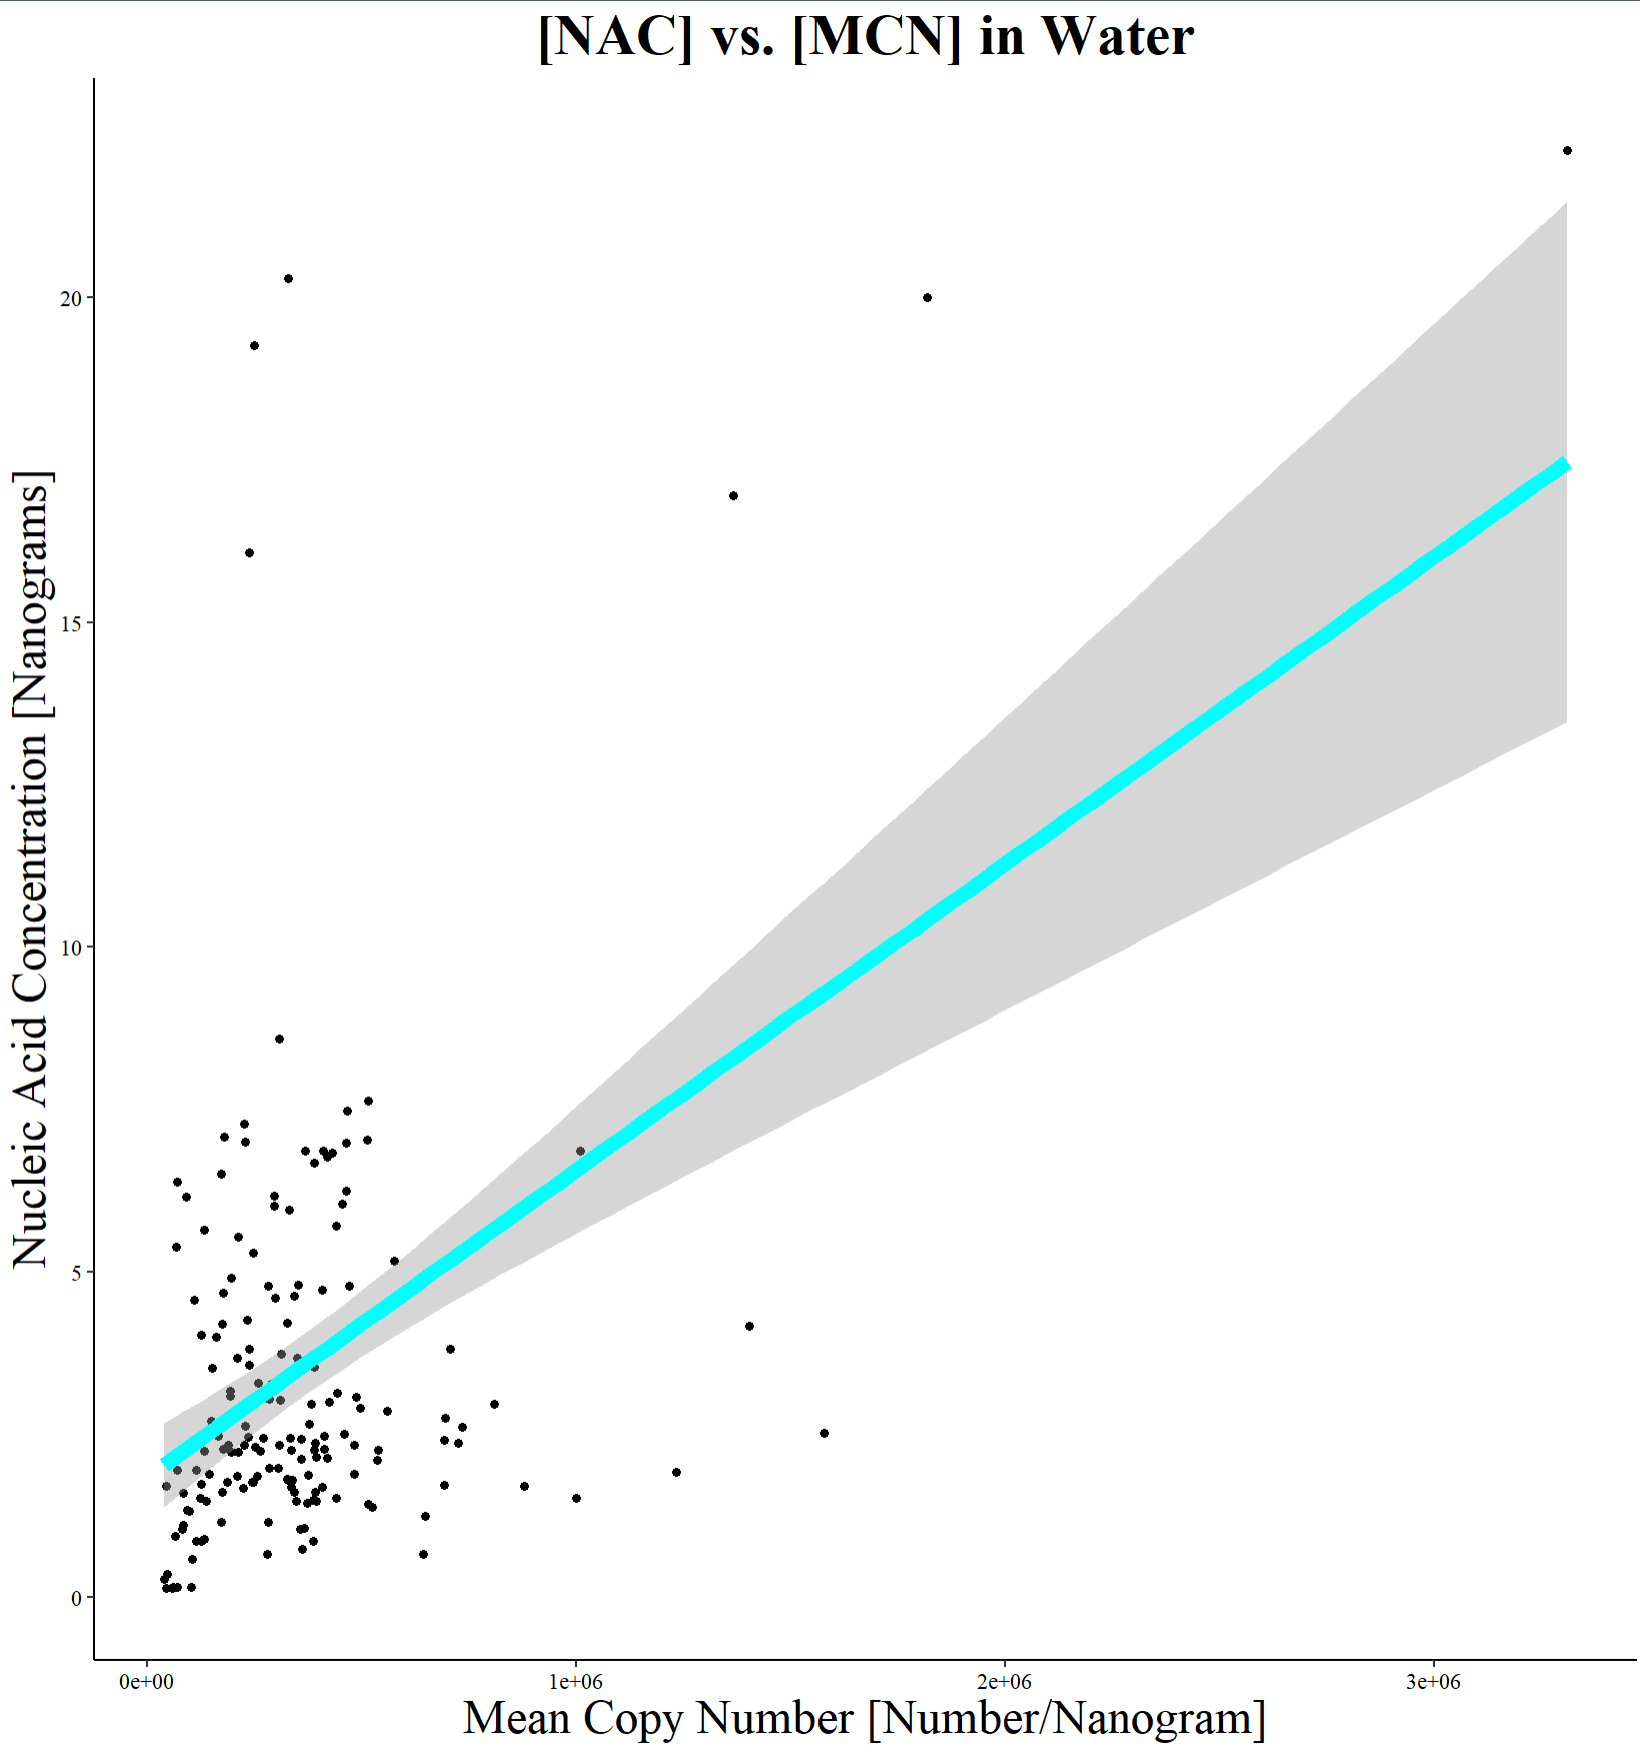 [NAC] vs. [MCN] in Water
Nucleic Acid Concentration [Nanograms]
20
15
10
5
0
0e+00 1e+06 2e+06 3e+06
Mean Copy Number [Number/Nanogram]